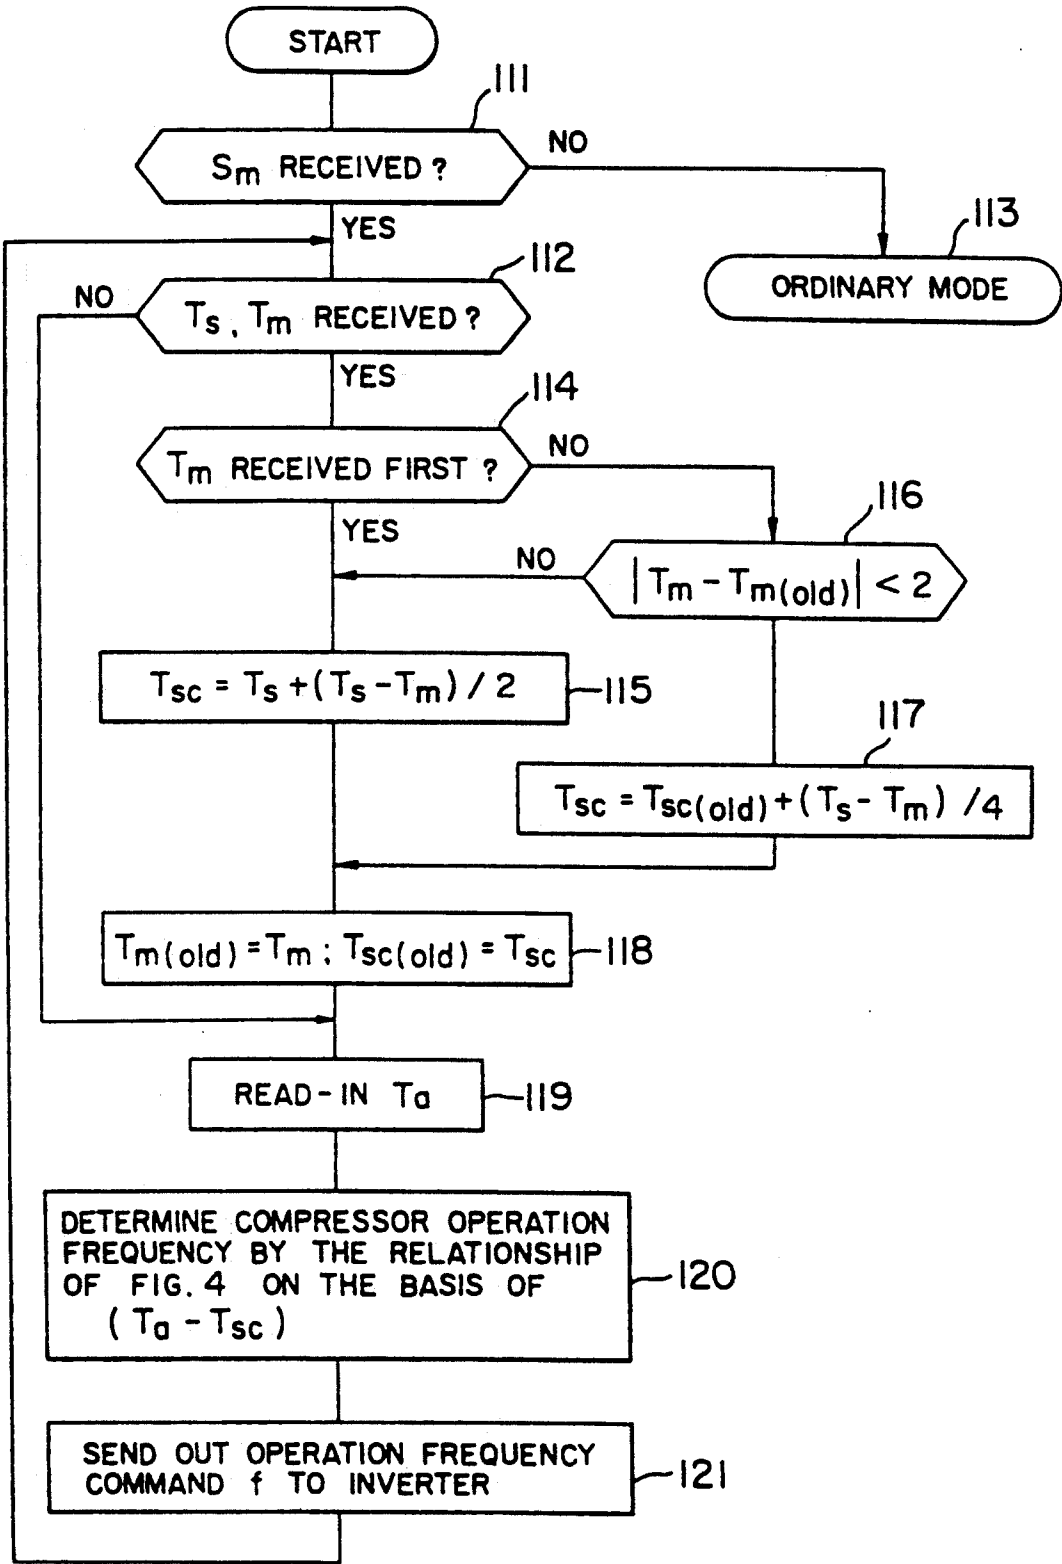 START
111
Sm RECEIVED ?
NO
YES
113
ORDINARY MODE
112
NO
Ts, Tm RECEIVED ?
YES
114
Tm RECEIVED FIRST ?
NO
YES
116
NO
|Tm - Tm(old)| < 2
Tsc = Ts + (Ts - Tm) / 2
115
117
Tsc = Tsc(old) + (Ts - Tm) / 4
Tm(old) = Tm ; Tsc(old) = Tsc
118
READ-IN Ta
119
DETERMINE COMPRESSOR OPERATION
FREQUENCY BY THE RELATIONSHIP
OF FIG. 4 ON THE BASIS OF
(Ta - Tsc)
120
SEND OUT OPERATION FREQUENCY
COMMAND f TO INVERTER
121